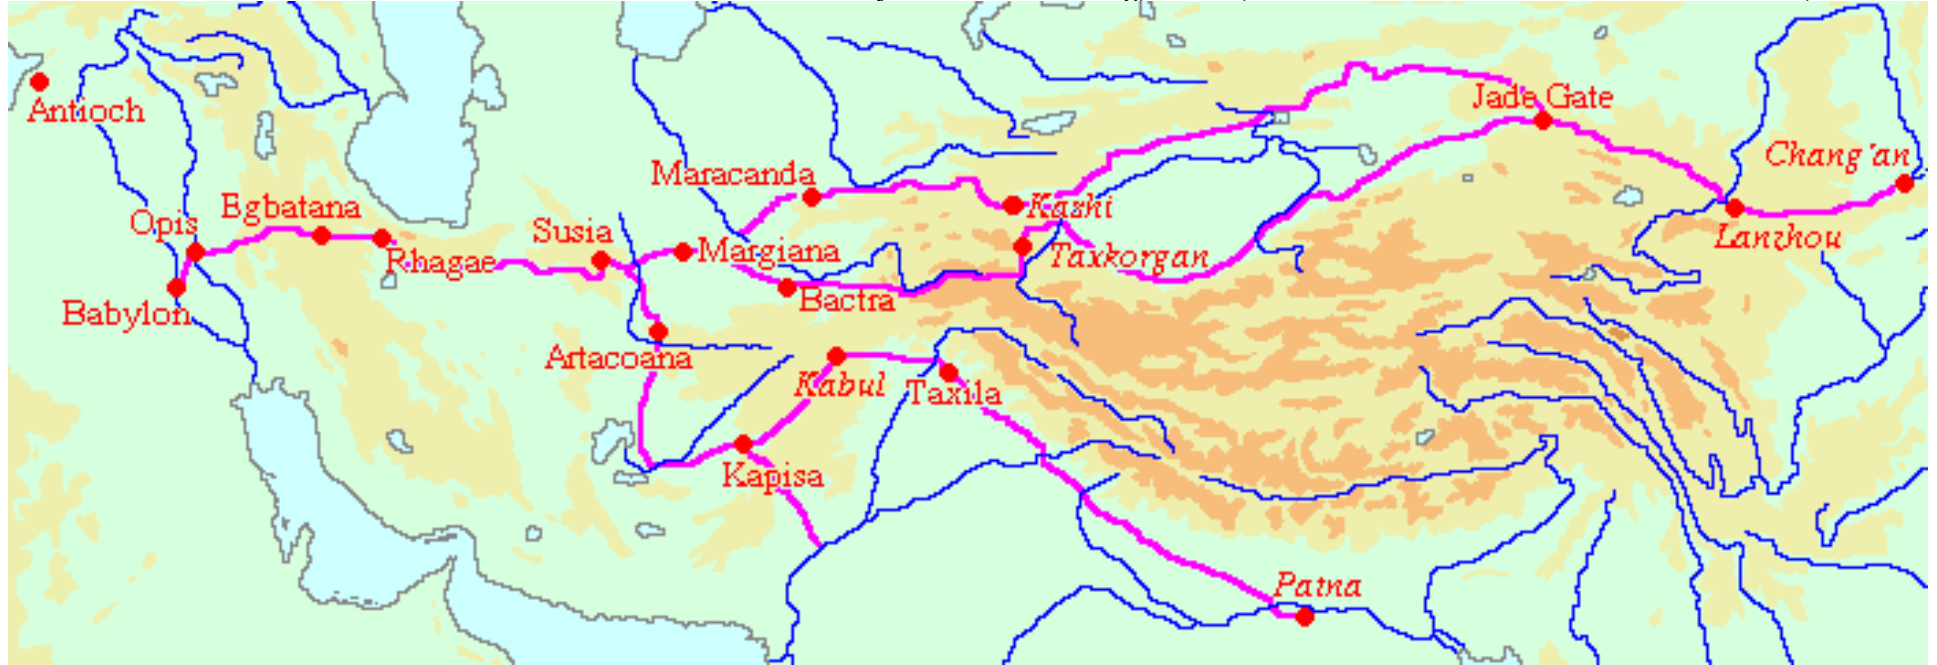 Jade Gate
Antioch
Chang'an
Maracanda
Egbatana
Kashi
Opis
Susia
Lanzhou
Margiana
Taxkorgan
Rhagae
Bactra
Babylon
Artacoana
Kabul
Taxila
Kapisa
Patna